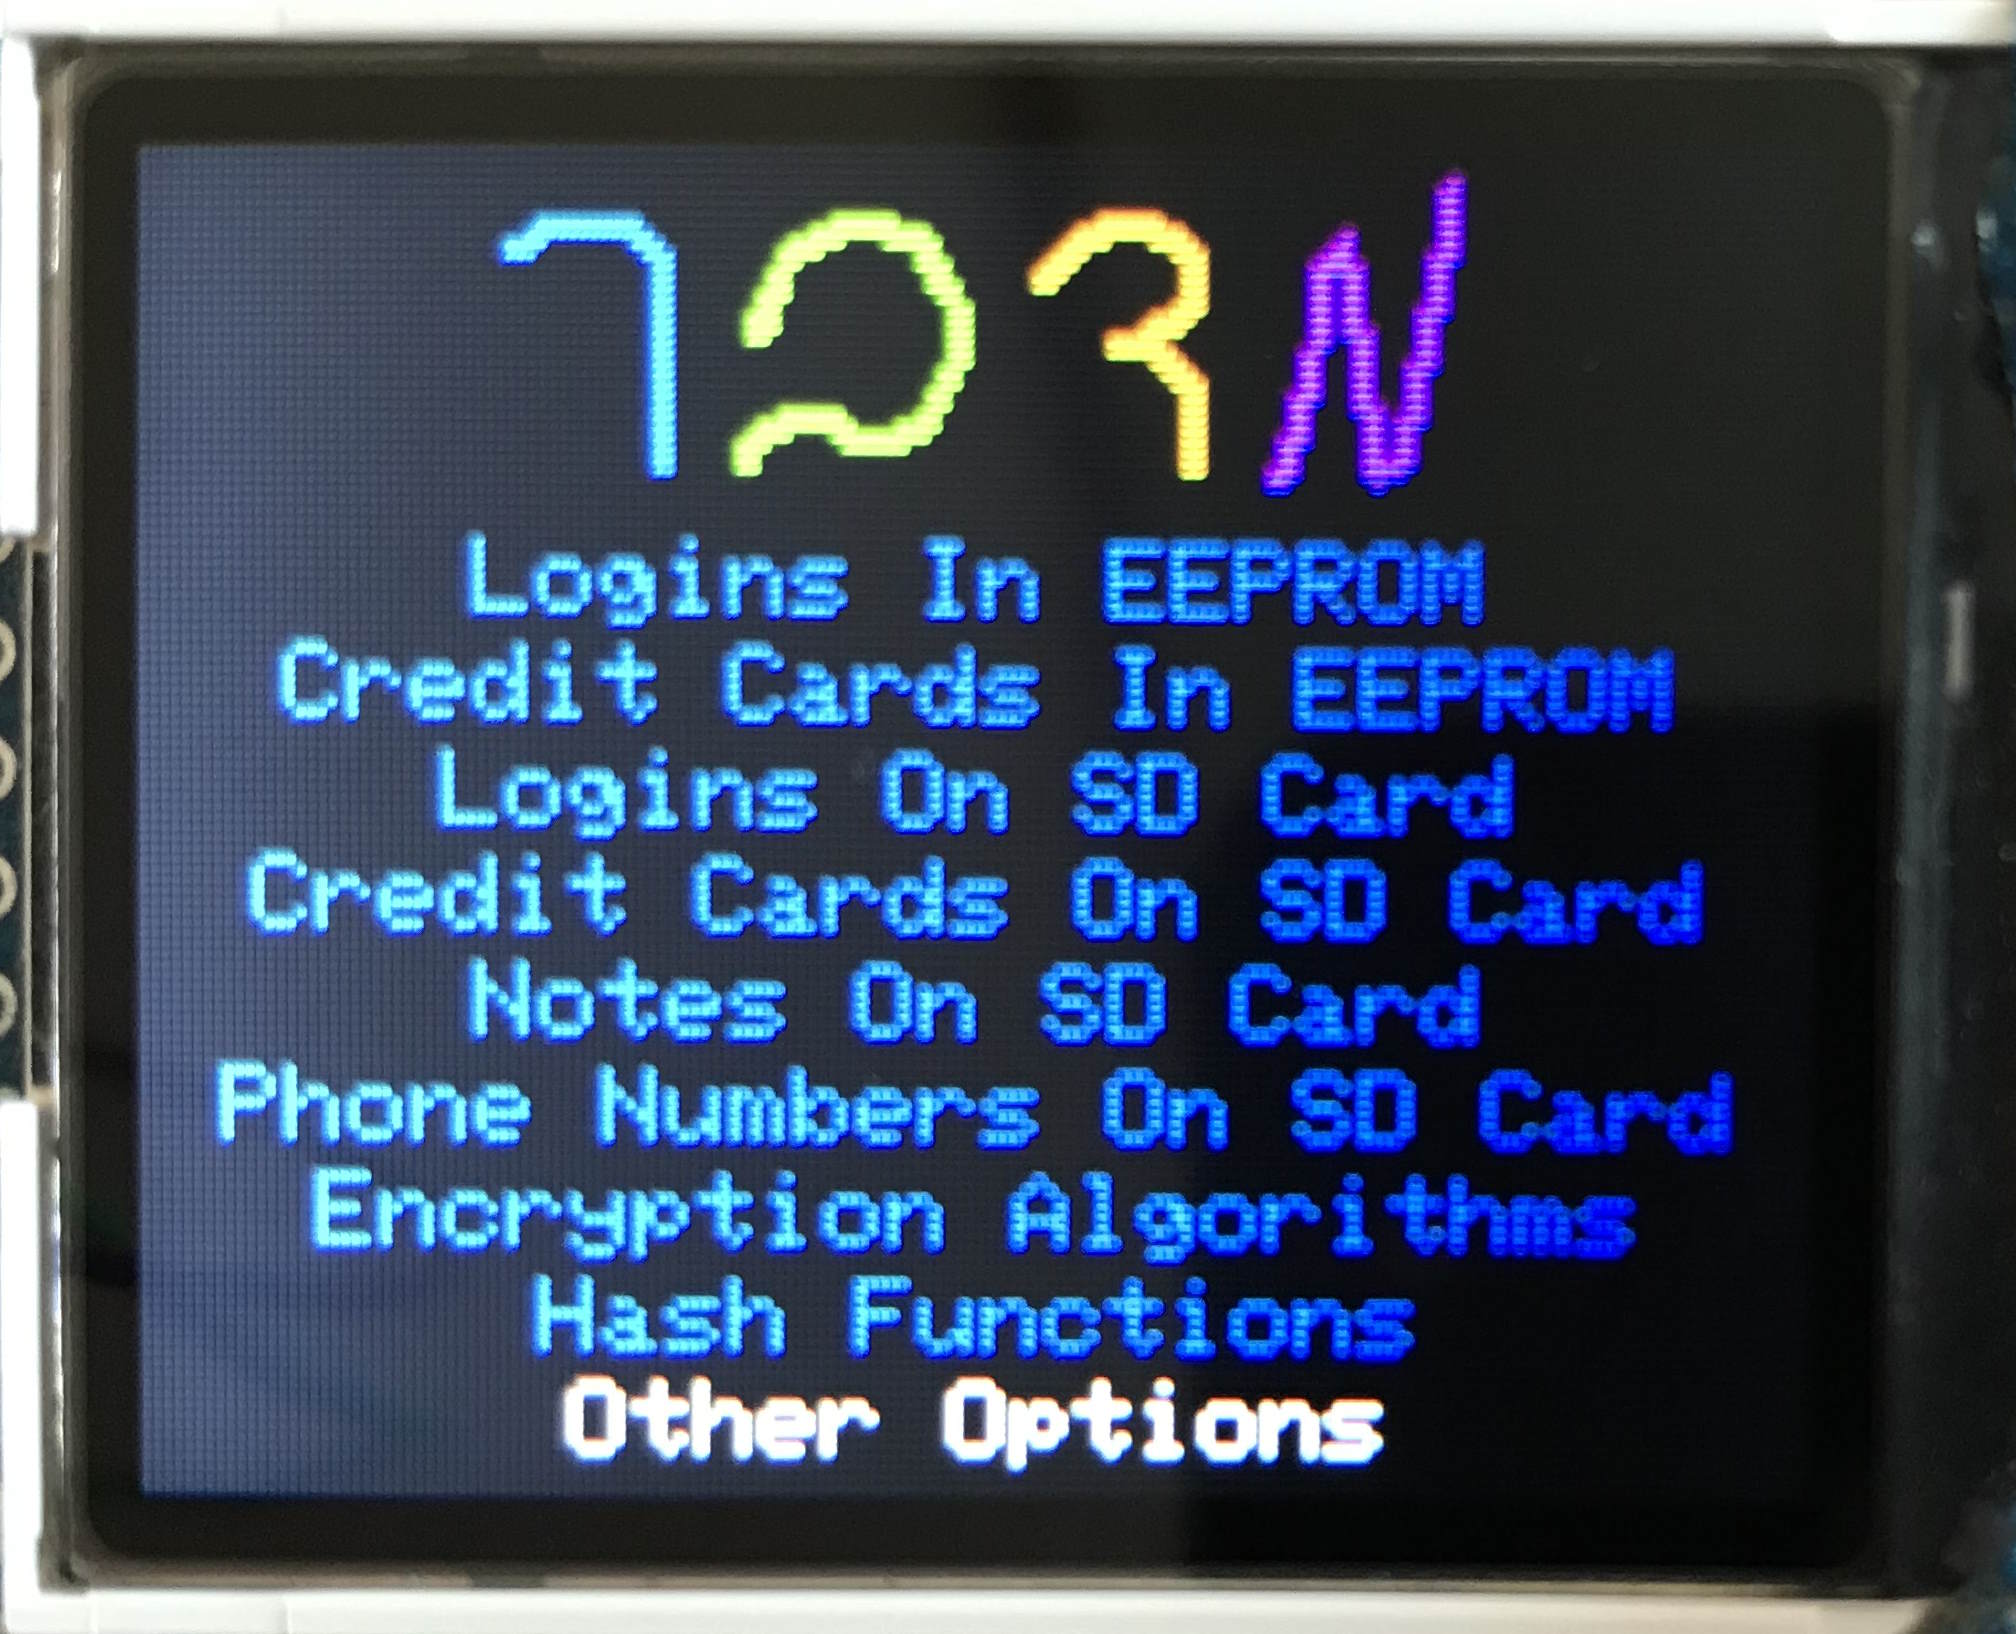 Logins In EEPROM
Credit Cards In EEPROM
Logins On SD Card
Credit Cards On SD Card
Notes On SD Card
Phone Numbers On SD Card
Encryption Algorithms
Hash Functions
Other Options